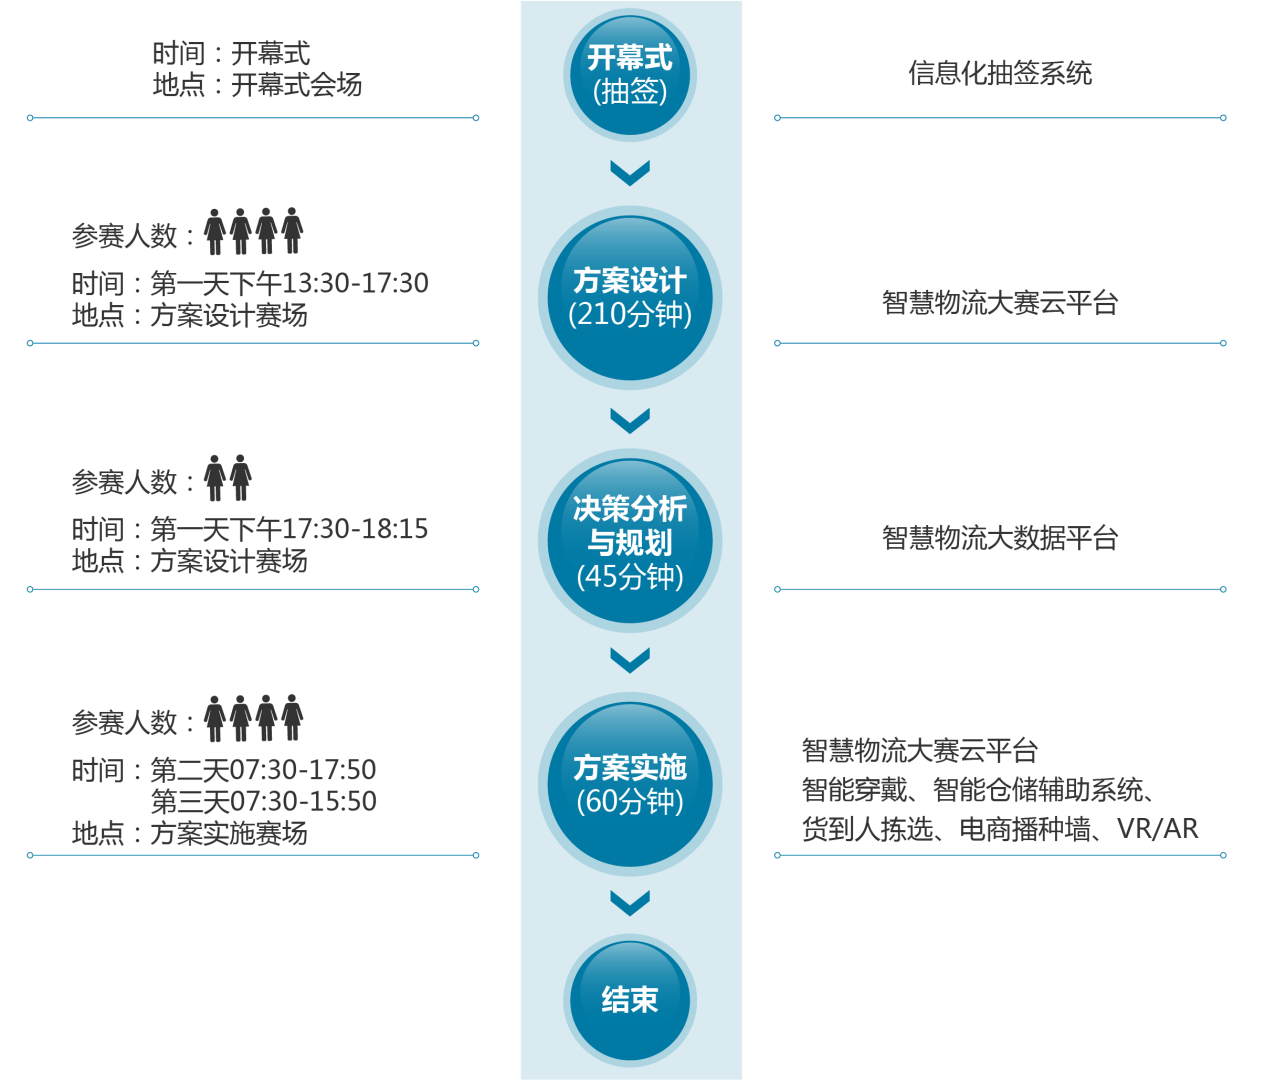 时间：开幕式
地点：开幕式会场
开幕式
(抽签)
信息化抽签系统
参赛人数：
时间：第一天下午13:30-17:30
地点：方案设计赛场
方案设计
(210分钟)
智慧物流大赛云平台
参赛人数：
时间：第一天下午17:30-18:15
地点：方案设计赛场
决策分析
与规划
(45分钟)
智慧物流大数据平台
参赛人数：
时间：第二天07:30-17:50
第三天07:30-15:50
地点：方案实施赛场
方案实施
(60分钟)
智慧物流大赛云平台
智能穿戴、智能仓储辅助系统、
货到人拣选、电商播种墙、VR/AR
结束